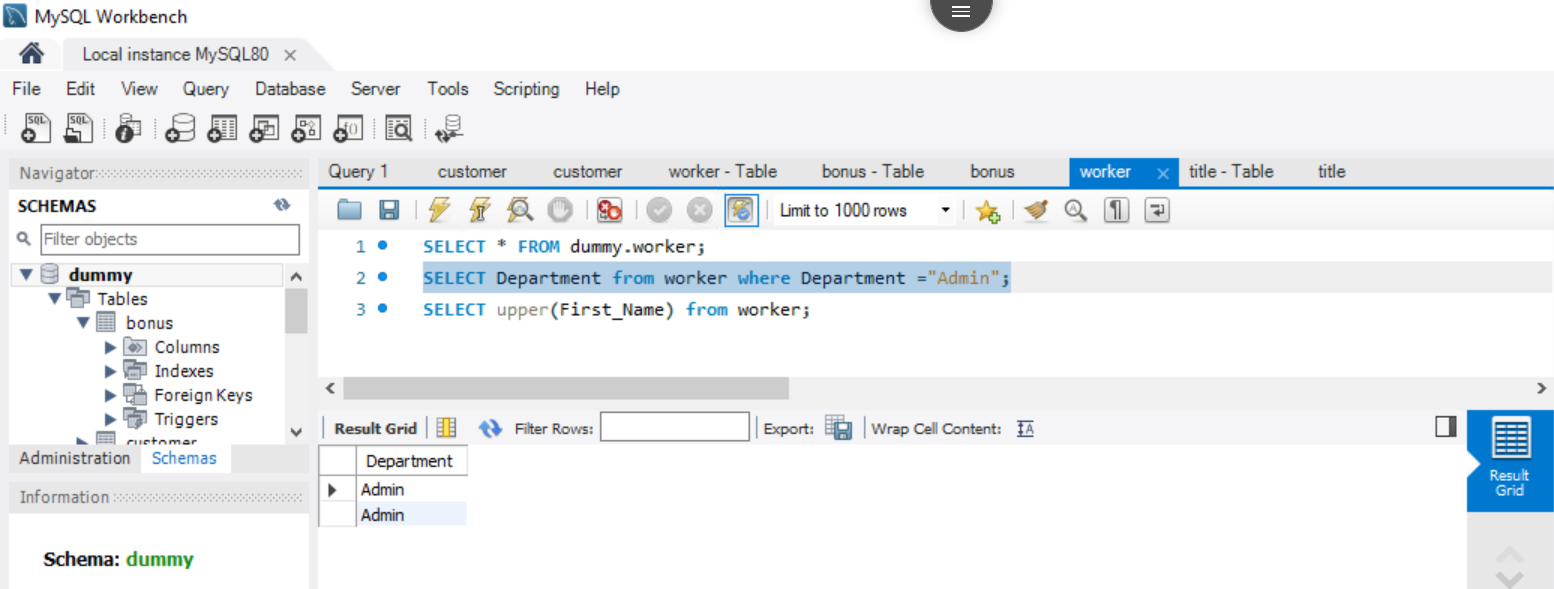 MySQL Workbench
Local instance MySQL80
File Edit View Query Database Server Tools Scripting Help
SQL SQL f()
Navigator
Query 1 customer customer worker - Table bonus - Table bonus worker title - Table title
SCHEMAS
Limit to 1000 rows
Filter objects
dummy
Tables
bonus
Columns
Indexes
Foreign Keys
Triggers
customer
1 SELECT * FROM dummy.worker;
2 SELECT Department from worker where Department ="Admin";
3 SELECT upper(First_Name) from worker;
Administration Schemas
Result Grid Filter Rows: Export: Wrap Cell Content: IA
Department
Admin
Admin
Result
Grid
Information
Schema: dummy